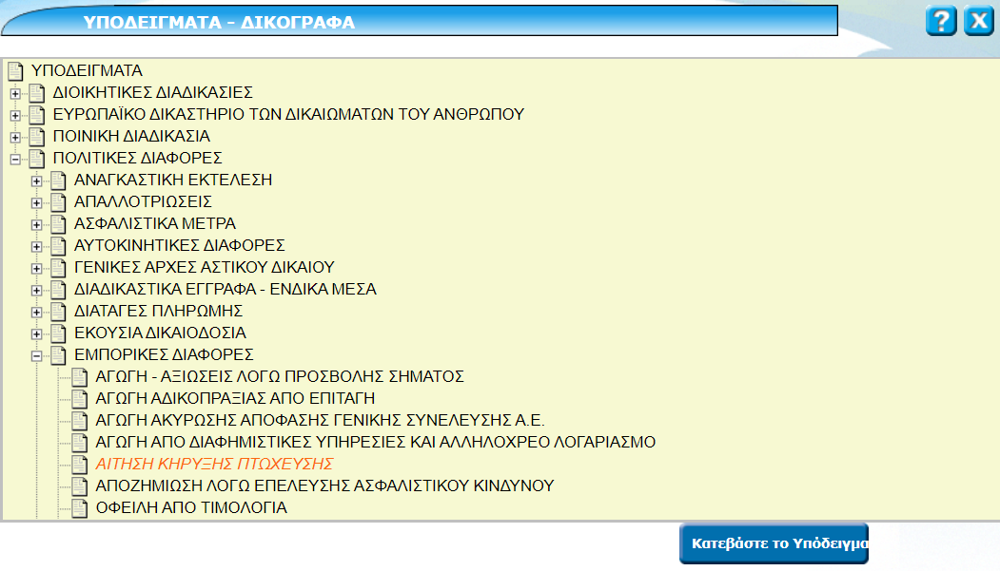 ΥΠΟΔΕΙΓΜΑΤΑ - ΔΙΚΟΓΡΑΦΑ
? X
ΥΠΟΔΕΙΓΜΑΤΑ
ΔΙΟΙΚΗΤΙΚΕΣ ΔΙΑΔΙΚΑΣΙΕΣ
ΕΥΡΩΠΑΪΚΟ ΔΙΚΑΣΤΗΡΙΟ ΤΩΝ ΔΙΚΑΙΩΜΑΤΩΝ ΤΟΥ ΑΝΘΡΩΠΟΥ
ΠΟΙΝΙΚΗ ΔΙΑΔΙΚΑΣΙΑ
ΠΟΛΙΤΙΚΕΣ ΔΙΑΦΟΡΕΣ
ΑΝΑΓΚΑΣΤΙΚΗ ΕΚΤΕΛΕΣΗ
ΑΠΑΛΛΟΤΡΙΩΣΕΙΣ
ΑΣΦΑΛΙΣΤΙΚΑ ΜΕΤΡΑ
ΑΥΤΟΚΙΝΗΤΙΚΕΣ ΔΙΑΦΟΡΕΣ
ΓΕΝΙΚΕΣ ΑΡΧΕΣ ΑΣΤΙΚΟΥ ΔΙΚΑΙΟΥ
ΔΙΑΔΙΚΑΣΤΙΚΑ ΕΓΓΡΑΦΑ - ΕΝΔΙΚΑ ΜΕΣΑ
ΔΙΑΤΑΓΕΣ ΠΛΗΡΩΜΗΣ
ΕΚΟΥΣΙΑ ΔΙΚΑΙΟΔΟΣΙΑ
ΕΜΠΟΡΙΚΕΣ ΔΙΑΦΟΡΕΣ
ΑΓΩΓΗ - ΑΞΙΩΣΕΙΣ ΛΟΓΩ ΠΡΟΣΒΟΛΗΣ ΣΗΜΑΤΟΣ
ΑΓΩΓΗ ΑΔΙΚΟΠΡΑΞΙΑΣ ΑΠΟ ΕΠΙΤΑΓΗ
ΑΓΩΓΗ ΑΚΥΡΩΣΗΣ ΑΠΟΦΑΣΗΣ ΓΕΝΙΚΗΣ ΣΥΝΕΛΕΥΣΗΣ Α.Ε.
ΑΓΩΓΗ ΑΠΟ ΔΙΑΦΗΜΙΣΤΙΚΕΣ ΥΠΗΡΕΣΙΕΣ ΚΑΙ ΑΛΛΗΛΟΧΡΕΟ ΛΟΓΑΡΙΑΣΜΟ
ΑΙΤΗΣΗ ΚΗΡΥΞΗΣ ΠΤΩΧΕΥΣΗΣ
ΑΠΟΖΗΜΙΩΣΗ ΛΟΓΩ ΕΠΕΛΕΥΣΗΣ ΑΣΦΑΛΙΣΤΙΚΟΥ ΚΙΝΔΥΝΟΥ
ΟΦΕΙΛΗ ΑΠΟ ΤΙΜΟΛΟΓΙΑ
Κατεβάστε το Υπόδειγμα